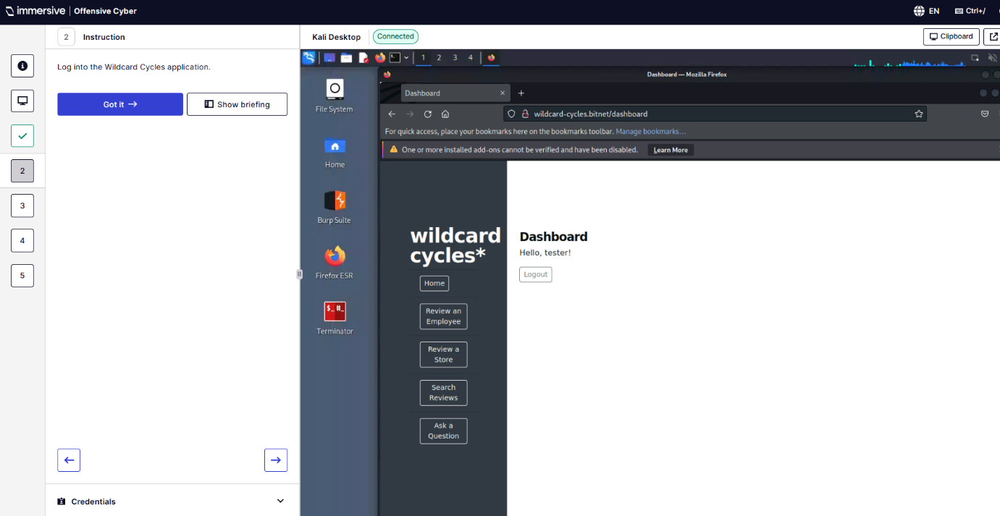 immersive | Offensive Cyber
EN
Ctrl+/
2
Instruction
Log into the Wildcard Cycles application.
Got it →
Show briefing
2
3
4
5
Credentials
Kali Desktop
Connected
Clipboard
1 2 3 4
File System
Home
Burp Suite
Firefox ESR
$_ #_
Terminator
Dashboard — Mozilla Firefox
Dashboard
wildcard-cycles.bitnet/dashboard
For quick access, place your bookmarks here on the bookmarks toolbar. Manage bookmarks…
One or more installed add-ons cannot be verified and have been disabled.
Learn More
wildcard
cycles*
Home
Review an
Employee
Review a
Store
Search
Reviews
Ask a
Question
Dashboard
Hello, tester!
Logout